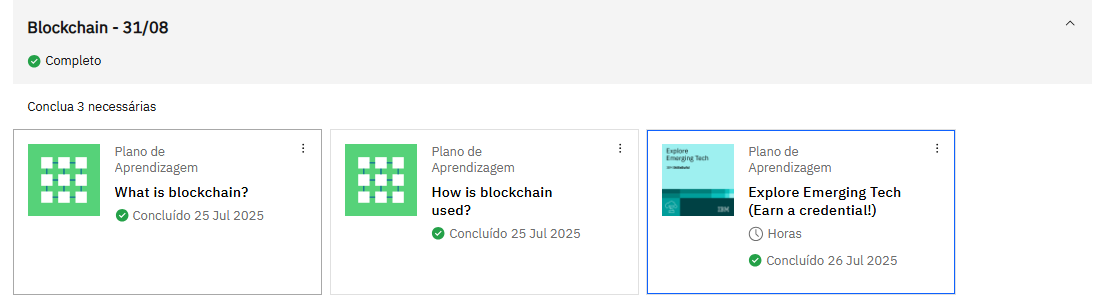 Blockchain - 31/08
Completo
Conclua 3 necessárias
Plano de
Aprendizagem
What is blockchain?
Concluído 25 Jul 2025
Plano de
Aprendizagem
How is blockchain
used?
Concluído 25 Jul 2025
Explore
Emerging Tech
IBM
Plano de
Aprendizagem
Explore Emerging Tech
(Earn a credential!)
Horas
Concluído 26 Jul 2025